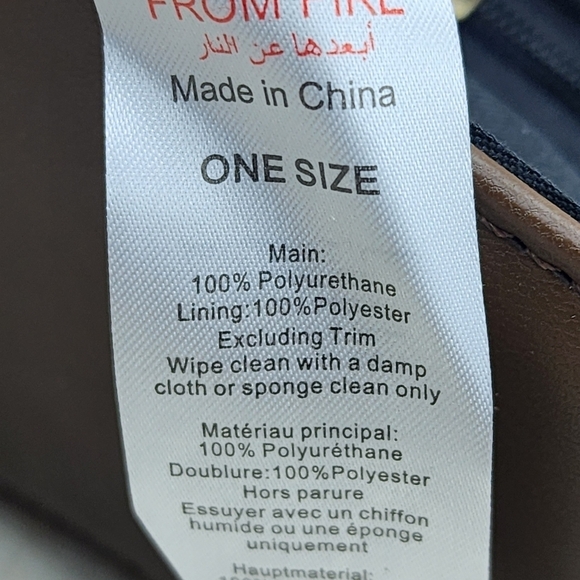 FROM FIRE
أبعدها عن النار
Made in China
ONE SIZE
Main:
100% Polyurethane
Lining:100%Polyester
Excluding Trim
Wipe clean with a damp
cloth or sponge clean only
Matériau principal:
100% Polyuréthane
Doublure:100%Polyester
Hors parure
Essuyer avec un chiffon
humide ou une éponge
uniquement
Hauptmaterial: